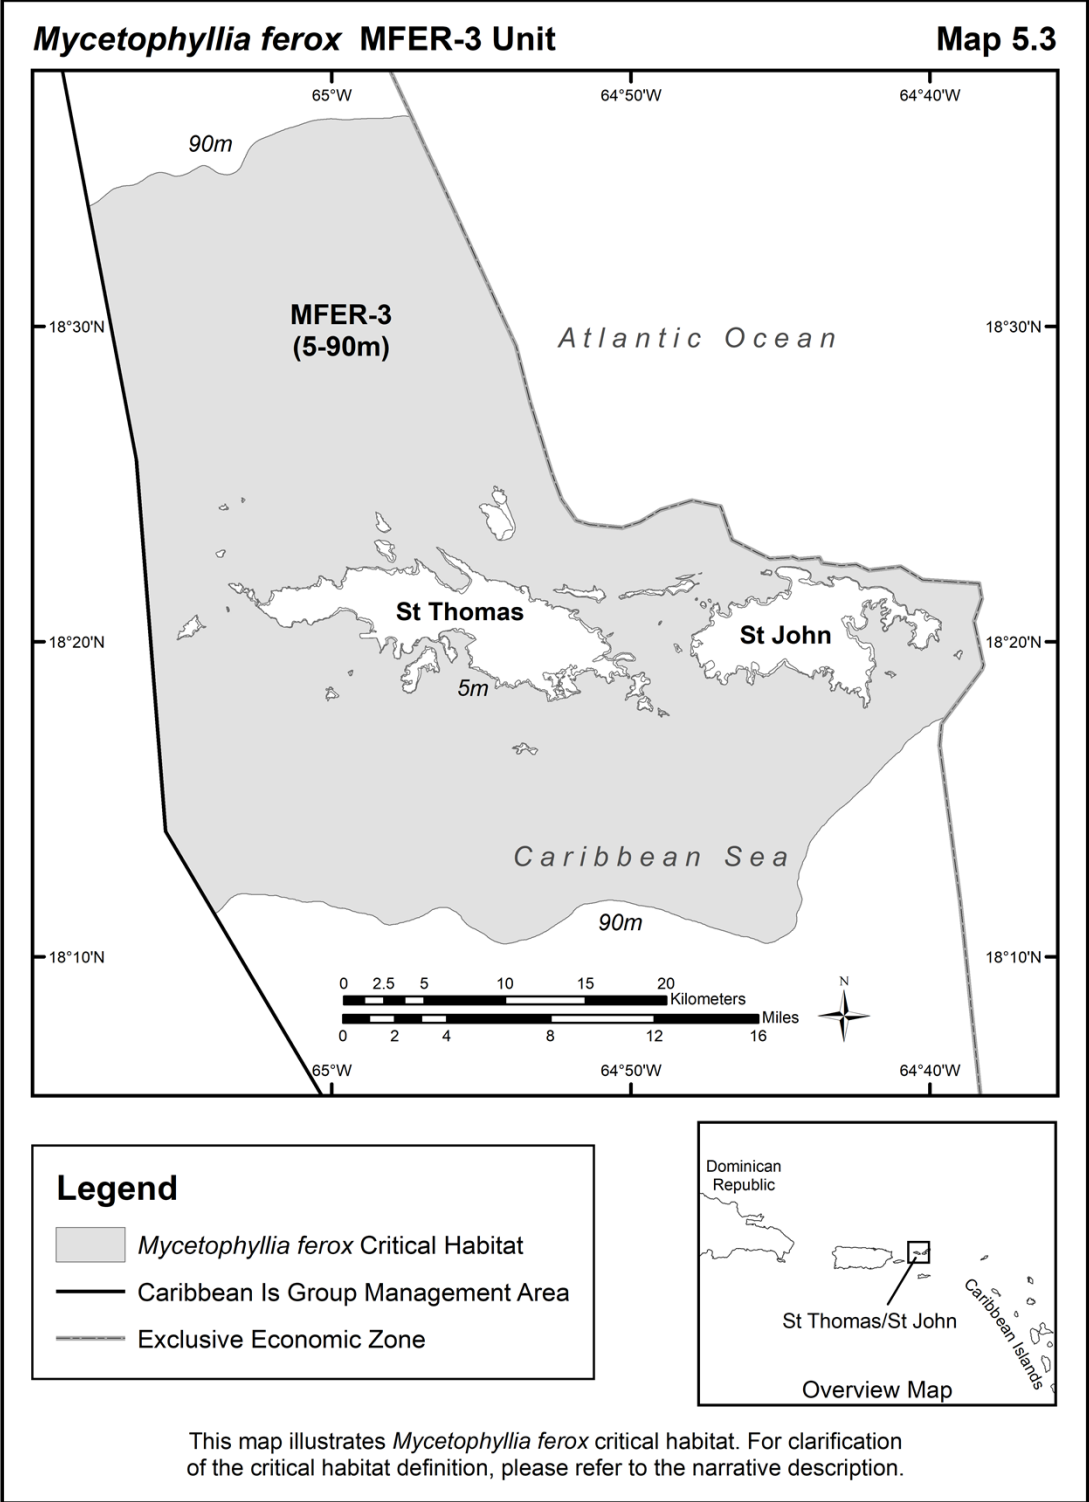 Mycetophyllia ferox MFER-3 Unit
Map 5.3
65°W
64°50'W
64°40'W
90m
MFER-3
(5-90m)
18°30'N
Atlantic Ocean
18°30'N
St Thomas
St John
18°20'N
18°20'N
5m
Caribbean Sea
90m
18°10'N
18°10'N
0 2.5 5 10 15 20
Kilometers
Miles
0 2 4 8 12 16
N
65°W
64°50'W
64°40'W
Legend
Mycetophyllia ferox Critical Habitat
Caribbean Is Group Management Area
Exclusive Economic Zone
Dominican
Republic
St Thomas/St John
Caribbean Islands
Overview Map
This map illustrates Mycetophyllia ferox critical habitat. For clarification
of the critical habitat definition, please refer to the narrative description.